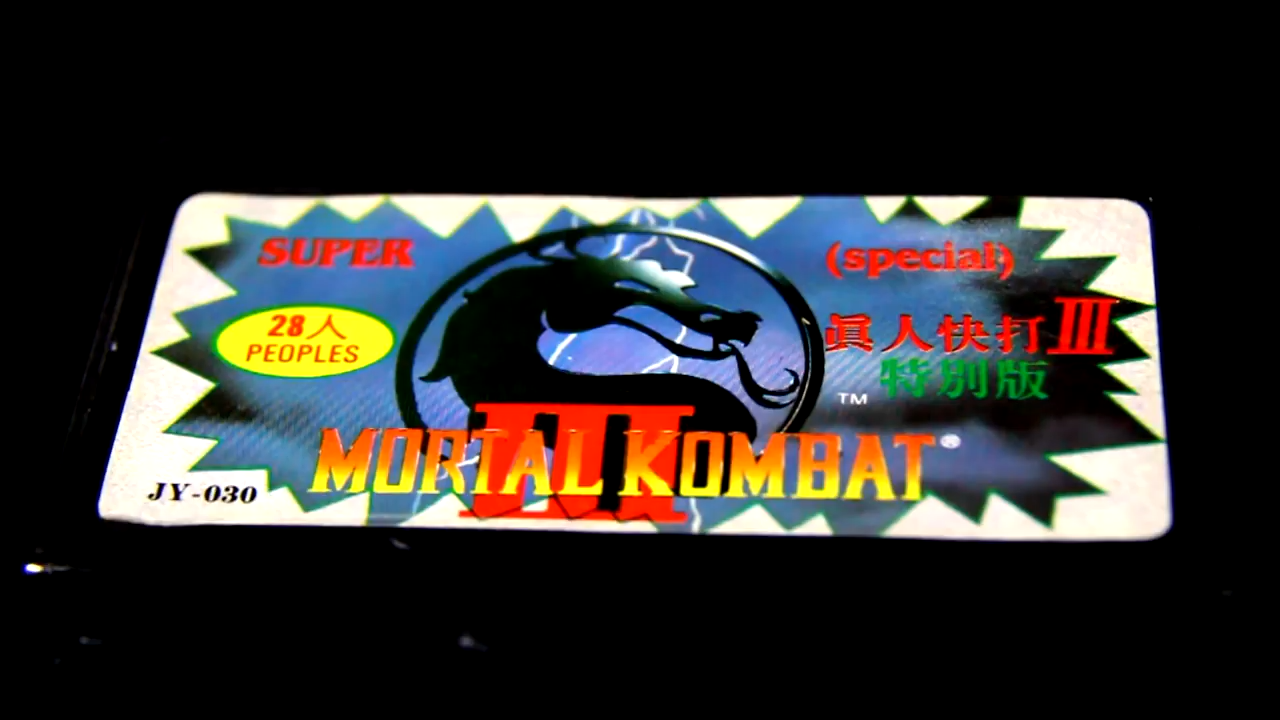 SUPER
(special)
28人
PEOPLES
眞人快打III
特別版
TM
III
MORTAL KOMBAT®
JY-030